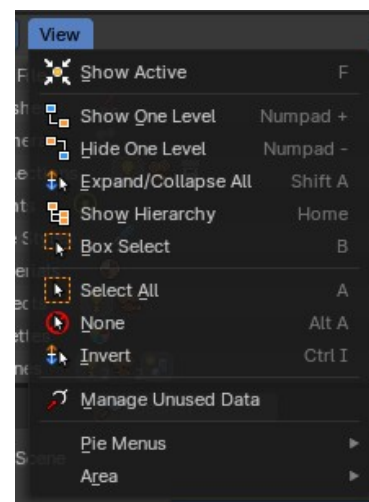 View
Show Active F
Show One Level Numpad +
Hide One Level Numpad -
Expand/Collapse All Shift A
Show Hierarchy Home
Box Select B
Select All A
None Alt A
Invert Ctrl I
Manage Unused Data
Pie Menus
Area
Scene